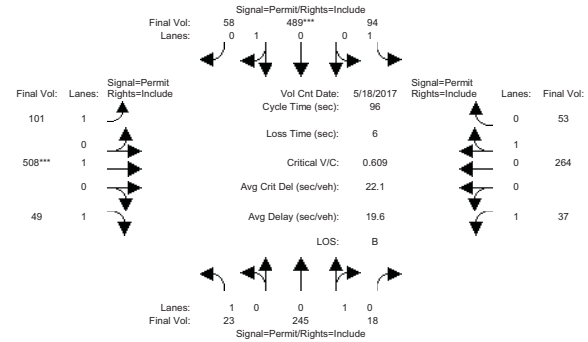 Signal=Permit/Rights=Include
Final Vol: 58 489*** 94
Lanes: 0 1 0 0 1
Signal=Permit
Final Vol: Lanes: Rights=Include
Vol Cnt Date: 5/18/2017
Signal=Permit
Rights=Include Lanes: Final Vol:
Cycle Time (sec): 96
101 1
0 53
Loss Time (sec): 6
0
1
508*** 1
Critical V/C: 0.609
0 264
0
Avg Crit Del (sec/veh): 22.1
0
49 1
Avg Delay (sec/veh): 19.6
1 37
LOS: B
Lanes: 1 0 0 1 0
Final Vol: 23 245 18
Signal=Permit/Rights=Include